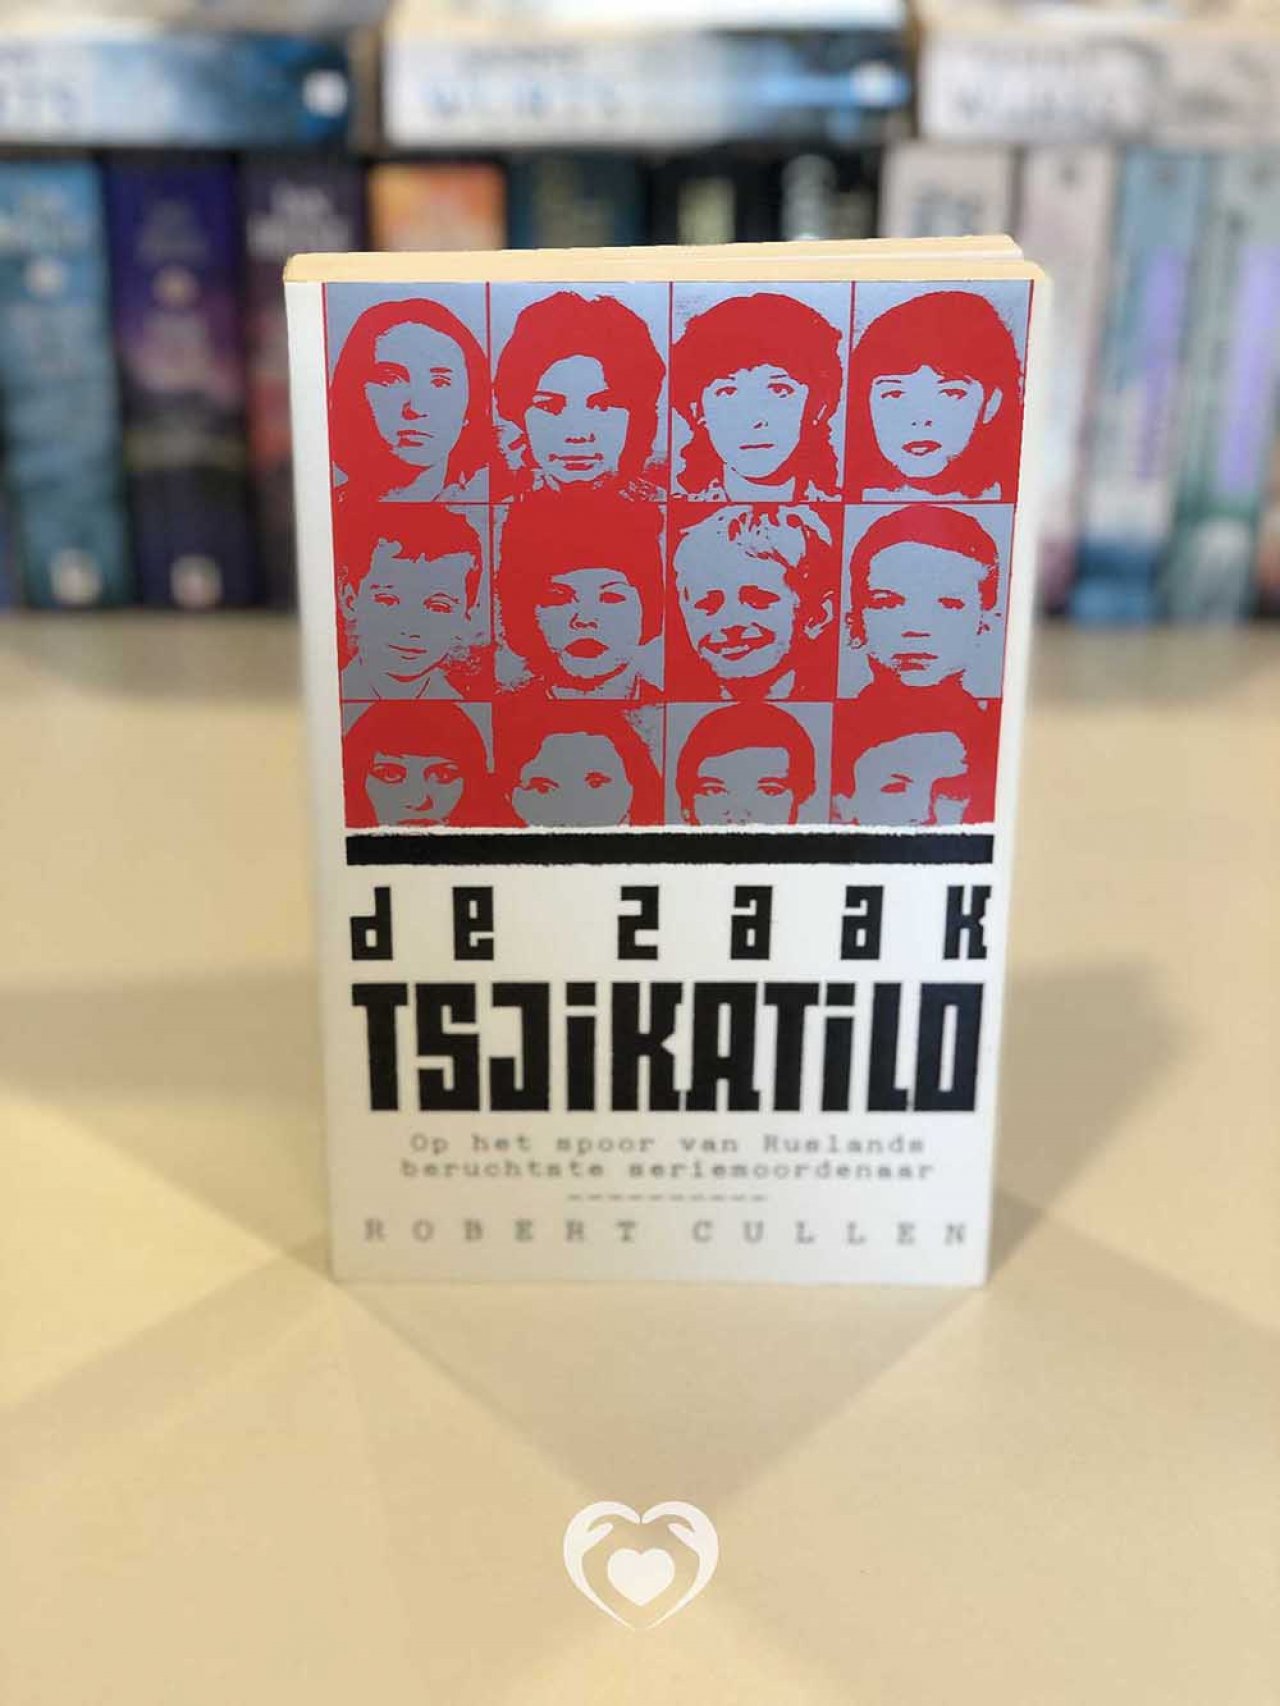 de zaak
TSJiKATiLO
Op het spoor van Ruslands
beruchtste seriemoordenaar
----------
ROBERT CULLEN